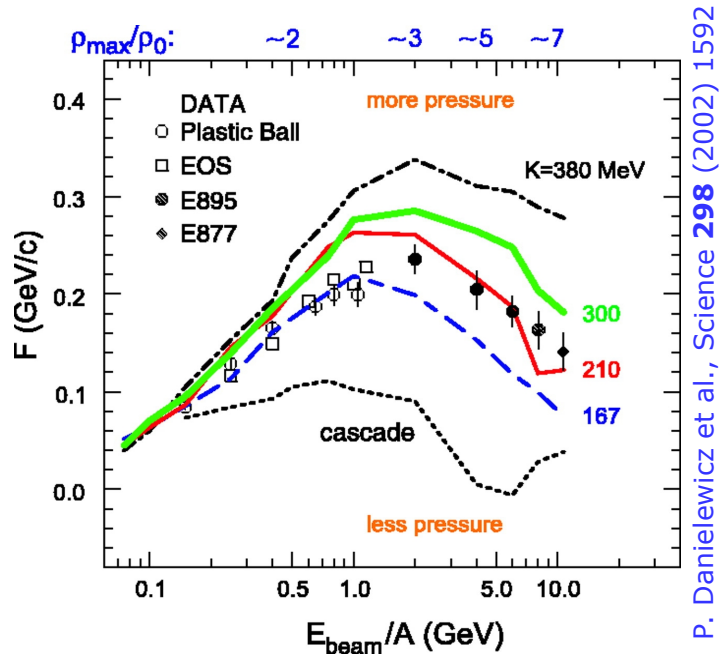 ρmax/ρ0: ~2 ~3 ~5 ~7
0.4
0.3
0.2
0.1
0.0
F (GeV/c)
DATA
Plastic Ball
EOS
E895
E877
more pressure
K=380 MeV
300
210
167
cascade
less pressure
0.1 0.5 1.0 5.0 10.0
Ebeam/A (GeV)
P. Danielewicz et al., Science 298 (2002) 1592